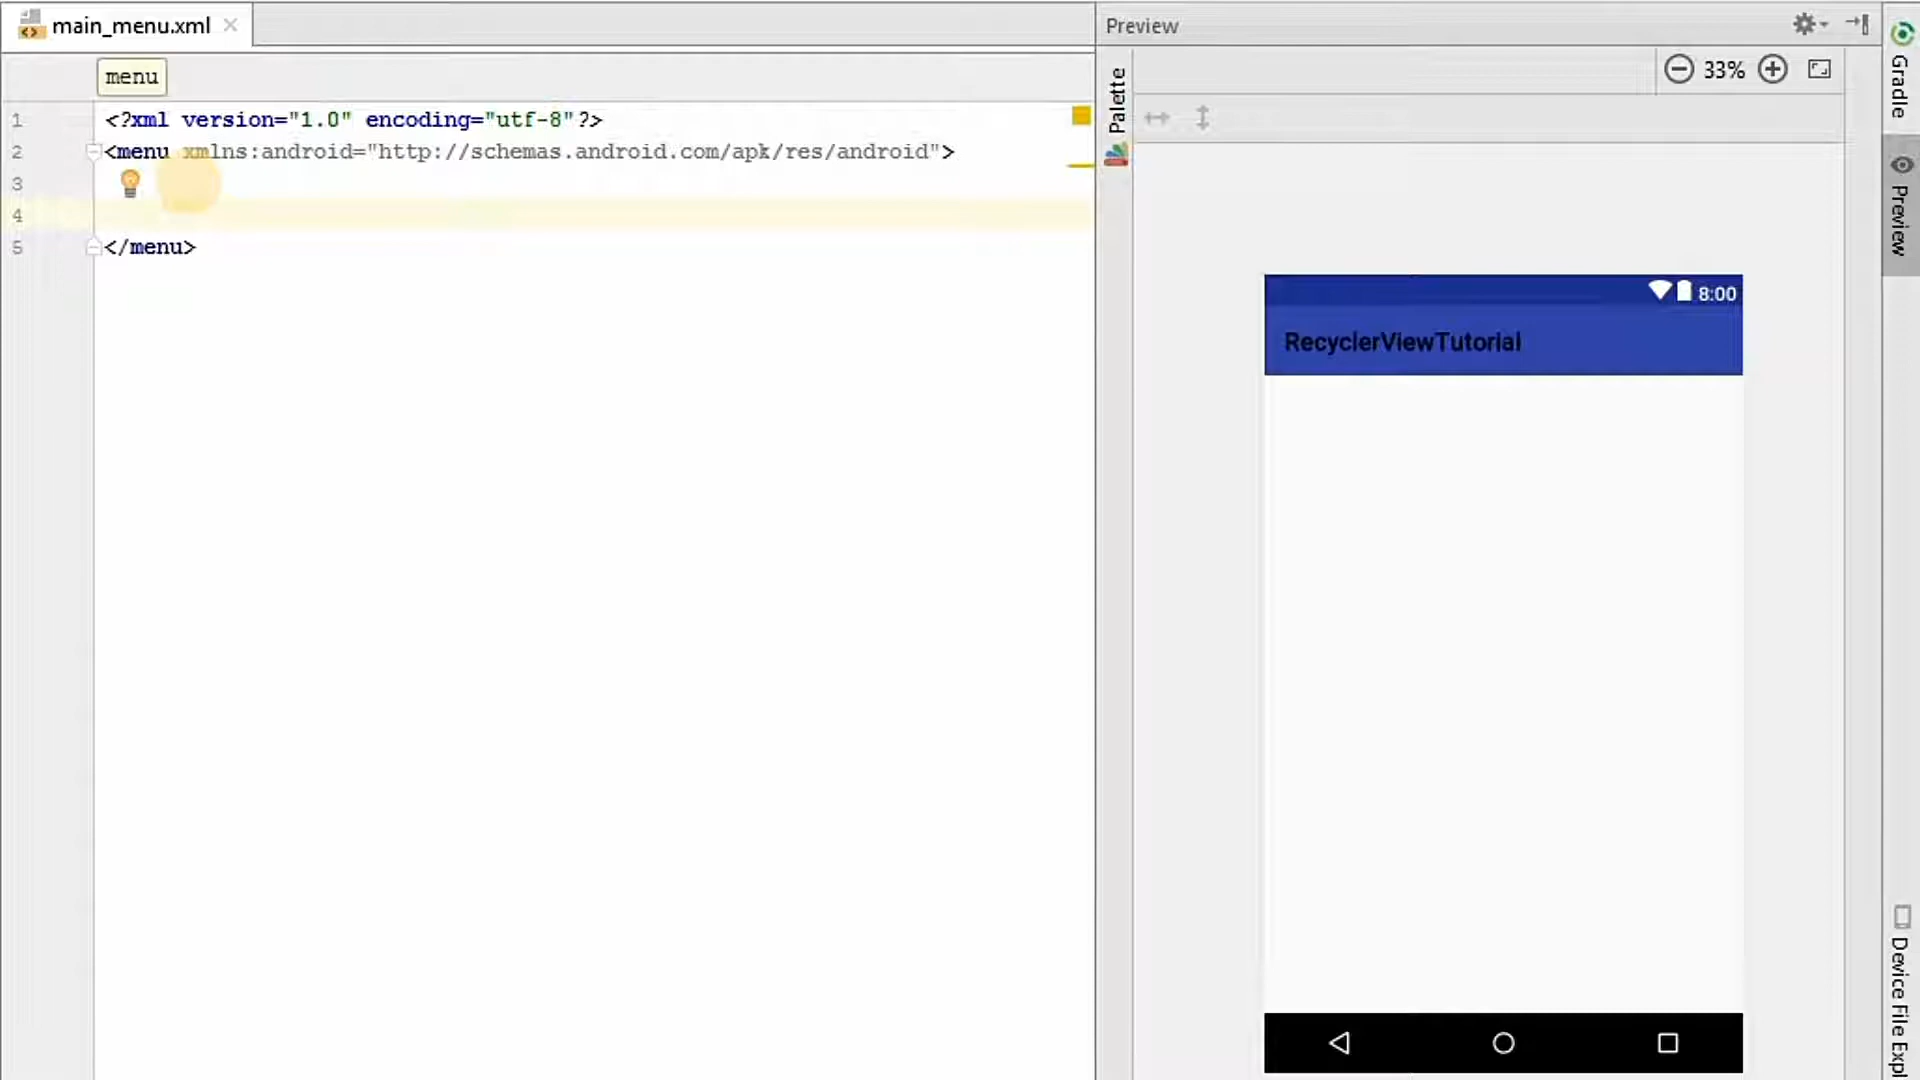 main_menu.xml
menu
1 <?xml version="1.0" encoding="utf-8"?>
2 <menu xmlns:android="http://schemas.android.com/apk/res/android">
3
4
5 </menu>
Preview
33%
Palette
8:00
RecyclerViewTutorial
Gradle
Preview
Device File Expl